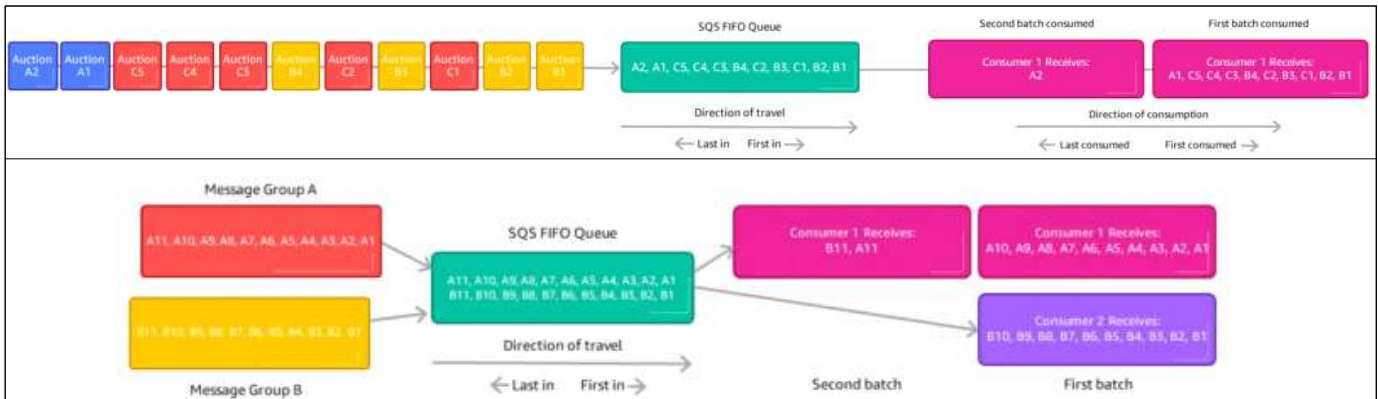 SQS FIFO Queue
Second batch consumed
First batch consumed
Auction A2
Auction A1
Auction C5
Auction C4
Auction C3
Auction B4
Auction C2
Auction B3
Auction C1
Auction B2
Auction B1
A2, A1, C5, C4, C3, B4, C2, B3, C1, B2, B1
Consumer 1 Receives:
A2
Consumer 1 Receives:
A1, C5, C4, C3, B4, C2, B3, C1, B2, B1
Direction of travel
Last in
First in
Direction of consumption
Last consumed
First consumed
Message Group A
A11, A10, A9, A8, A7, A6, A5, A4, A3, A2, A1
SQS FIFO Queue
A11, A10, A9, A8, A7, A6, A5, A4, A3, A2, A1
B11, B10, B9, B8, B7, B6, B5, B4, B3, B2, B1
Consumer 1 Receives:
B11, A11
Consumer 1 Receives:
A10, A9, A8, A7, A6, A5, A4, A3, A2, A1
B11, B10, B9, B8, B7, B6, B5, B4, B3, B2, B1
Consumer 2 Receives:
B10, B9, B8, B7, B6, B5, B4, B3, B2, B1
Direction of travel
Last in
First in
Message Group B
Second batch
First batch